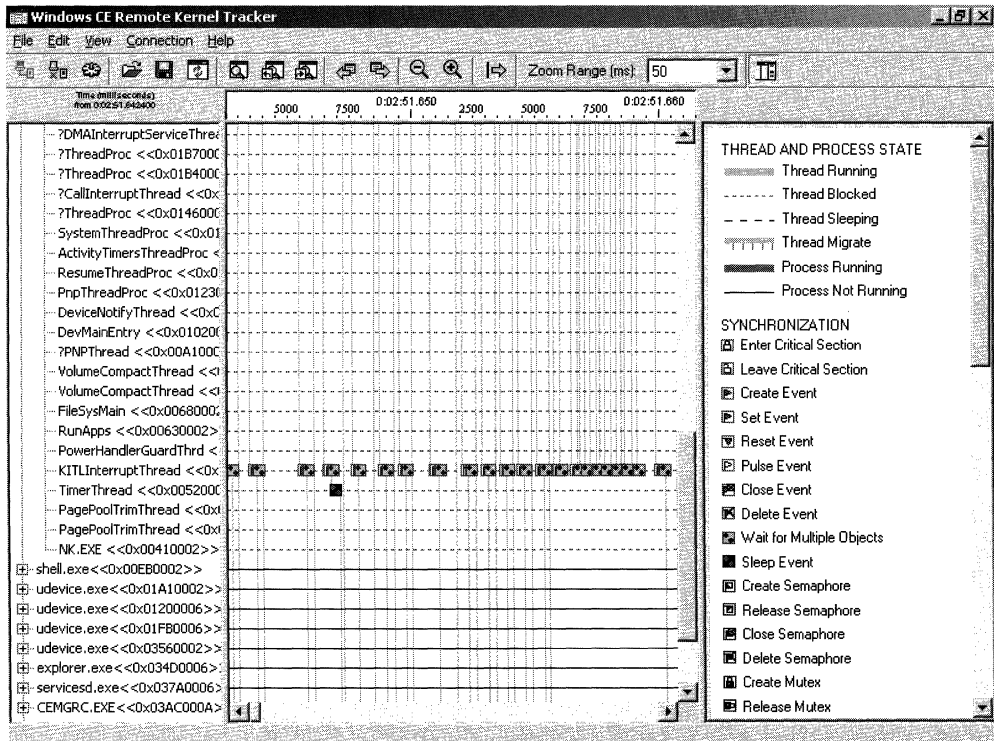 Windows CE Remote Kernel Tracker
File Edit View Connection Help
Zoom Range (ms): 50
Time (milliseconds)
from 0:02:51.642400
5000 7500 0:02:51.650 2500 5000 7500 0:02:51.660
?DMAInterruptServiceThrea
?ThreadProc <<0x01B7000
?ThreadProc <<0x01B4000
?CallInterruptThread <<0x
?ThreadProc <<0x0146000
SystemThreadProc <<0x01
ActivityTimersThreadProc <
ResumeThreadProc <<0x0
PnpThreadProc <<0x01230
DeviceNotifyThread <<0x0
DevMainEntry <<0x010200
?PNPThread <<0x00A1000
VolumeCompactThread <<
VolumeCompactThread <<
FileSysMain <<0x0068000
RunApps <<0x00630002>
PowerHandlerGuardThrd <
KITLInterruptThread <<0x
TimerThread <<0x0052000
PagePoolTrimThread <<0x
PagePoolTrimThread <<0x
NK.EXE <<0x00410002>>
shell.exe<<0x00EB0002>>
udevice.exe<<0x01A10002>>
udevice.exe<<0x01200006>>
udevice.exe<<0x01FB0006>>
udevice.exe<<0x03560002>>
explorer.exe<<0x034D0006>
servicesd.exe<<0x037A0006>
CEMGRC.EXE<<0x03AC000A>
THREAD AND PROCESS STATE
Thread Running
Thread Blocked
Thread Sleeping
Thread Migrate
Process Running
Process Not Running
SYNCHRONIZATION
Enter Critical Section
Leave Critical Section
Create Event
Set Event
Reset Event
Pulse Event
Close Event
Delete Event
Wait for Multiple Objects
Sleep Event
Create Semaphore
Release Semaphore
Close Semaphore
Delete Semaphore
Create Mutex
Release Mutex